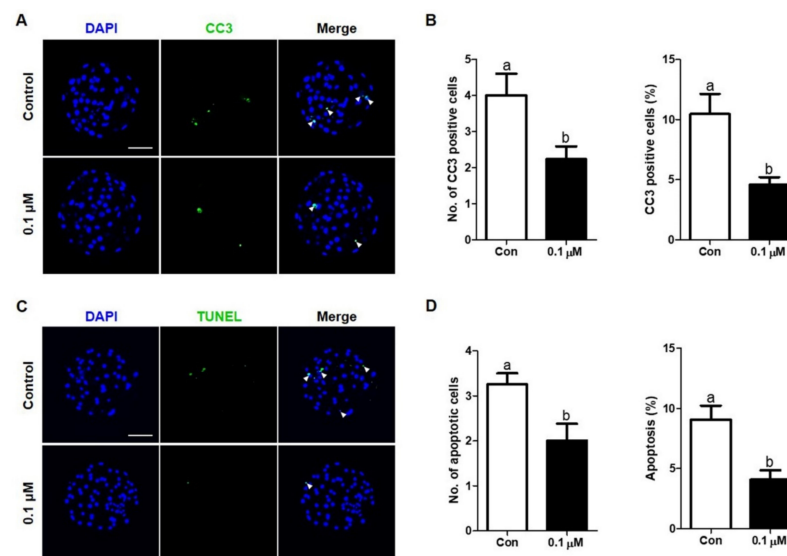 A
DAPI CC3 Merge
Control
0.1 μM
B
No. of CC3 positive cells
5
4
3
2
1
0
a
b
Con 0.1 μM
CC3 positive cells (%)
15
10
5
0
a
b
Con 0.1 μM
C
DAPI TUNEL Merge
Control
0.1 μM
D
No. of apoptotic cells
4
3
2
1
0
a
b
Con 0.1 μM
Apoptosis (%)
15
10
5
0
a
b
Con 0.1 μM